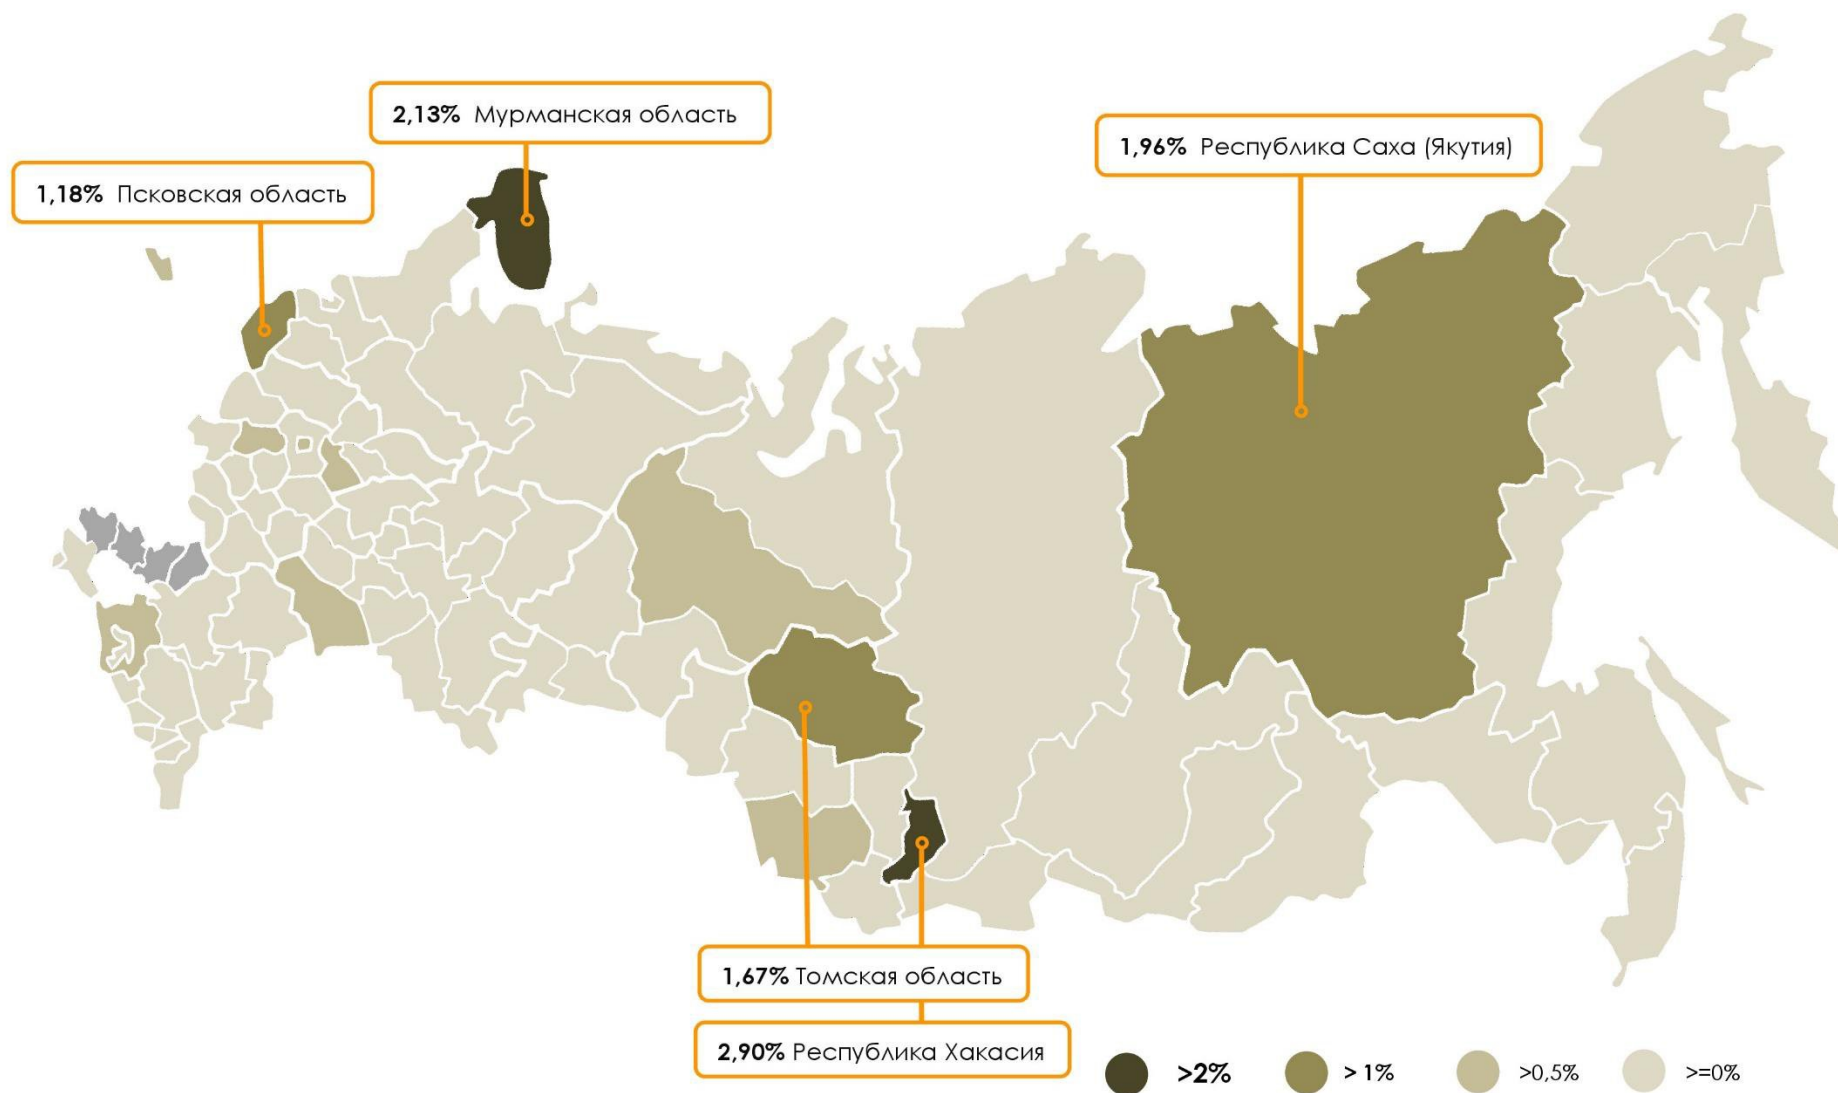 2,13% Мурманская область
1,96% Республика Саха (Якутия)
1,18% Псковская область
1,67% Томская область
2,90% Республика Хакасия
>2%
> 1%
>0,5%
>=0%